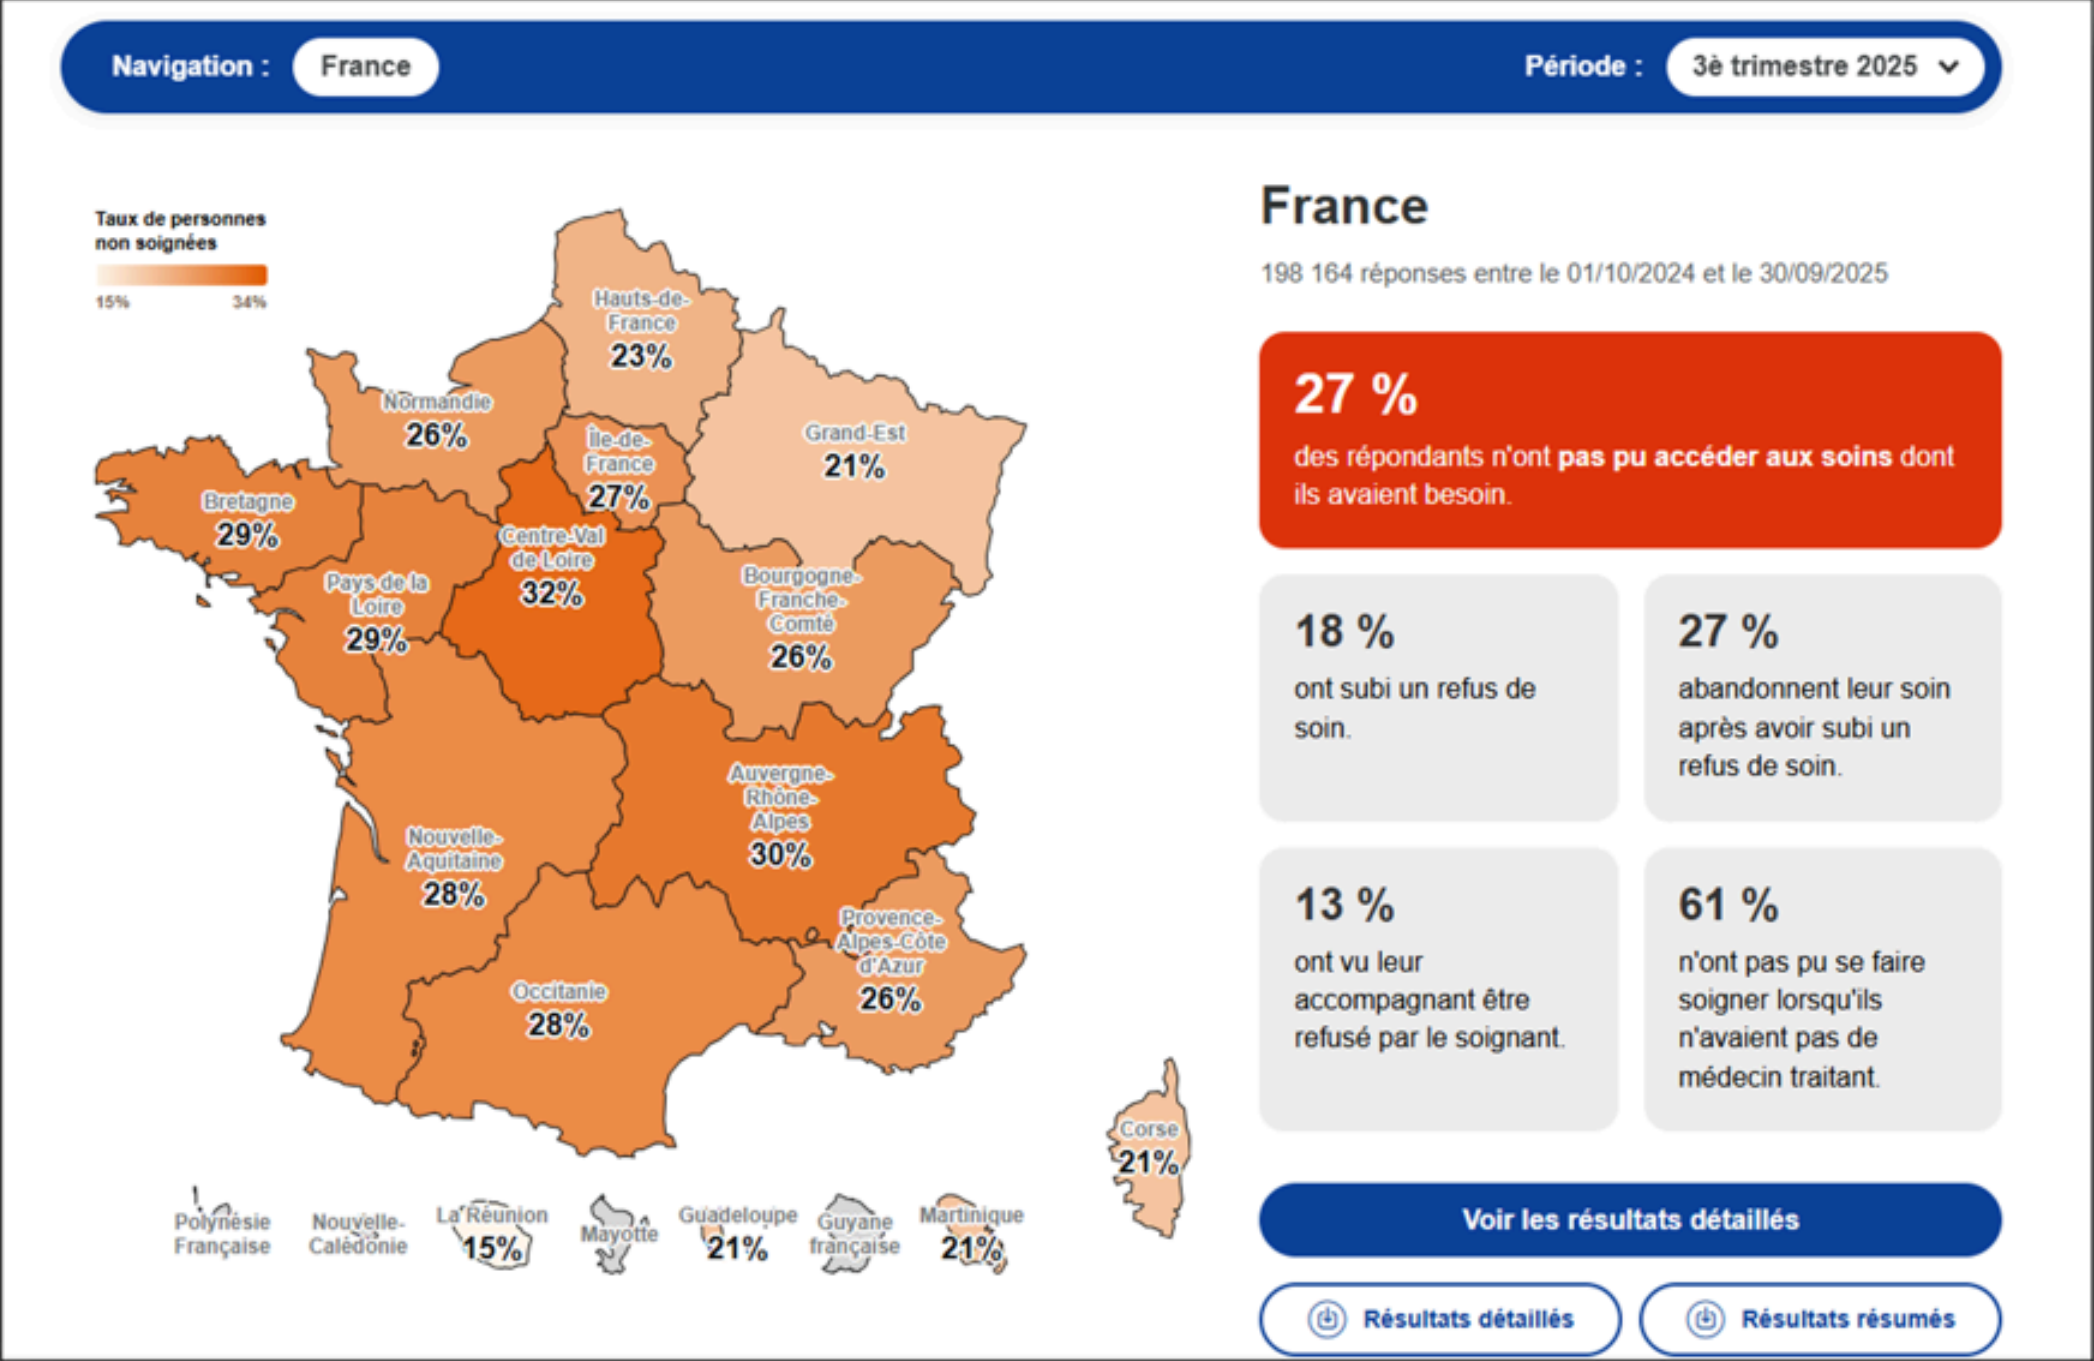 Navigation :
France
Période :
3è trimestre 2025
Taux de personnes
non soignées
15%
34%
Hauts-de-
France
23%
Normandie
26%
Île-de-
France
27%
Grand-Est
21%
Bretagne
29%
Pays de la
Loire
29%
Centre-Val
de Loire
32%
Bourgogne-
Franche-
Comté
26%
Auvergne-
Rhône-
Alpes
30%
Nouvelle-
Aquitaine
28%
Occitanie
28%
Provence-
Alpes-Côte
d'Azur
26%
Corse
21%
Polynésie
Française
Nouvelle-
Calédonie
La Réunion
15%
Mayotte
Guadeloupe
21%
Guyane
française
Martinique
21%
France
198 164 réponses entre le 01/10/2024 et le 30/09/2025
27 %
des répondants n'ont pas pu accéder aux soins dont
ils avaient besoin.
18 %
ont subi un refus de
soin.
27 %
abandonnent leur soin
après avoir subi un
refus de soin.
13 %
ont vu leur
accompagnant être
refusé par le soignant.
61 %
n'ont pas pu se faire
soigner lorsqu'ils
n'avaient pas de
médecin traitant.
Voir les résultats détaillés
Résultats détaillés
Résultats résumés